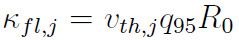 κ_{fl,j} = v_{th,j} q_{95} R_0